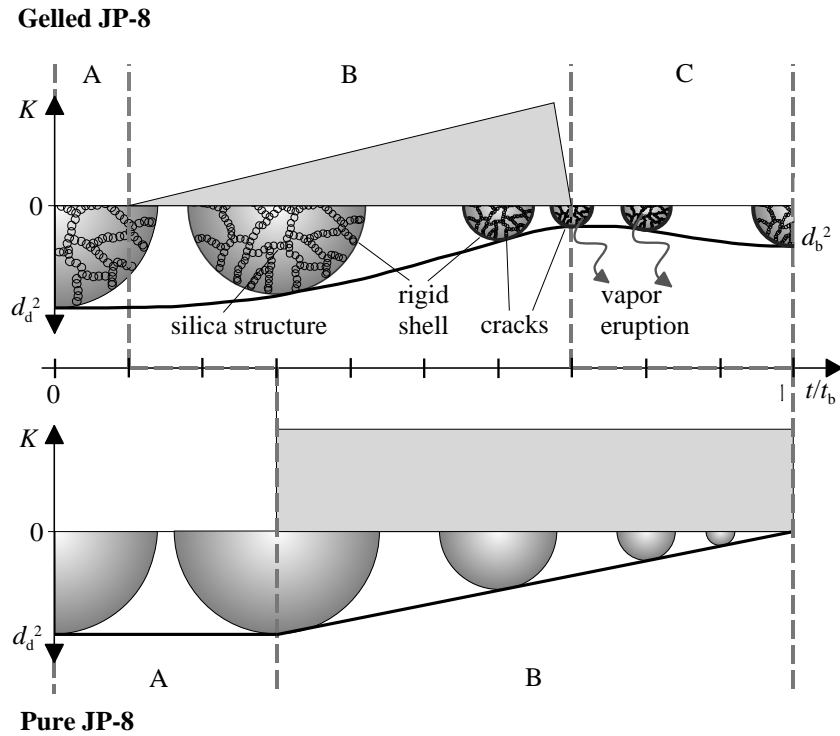 Gelled JP-8
A
B
C
K
0
d_d^2
d_b^2
silica structure
rigid
shell
cracks
vapor
eruption
0
t/t_b
K
0
d_d^2
A
B
Pure JP-8